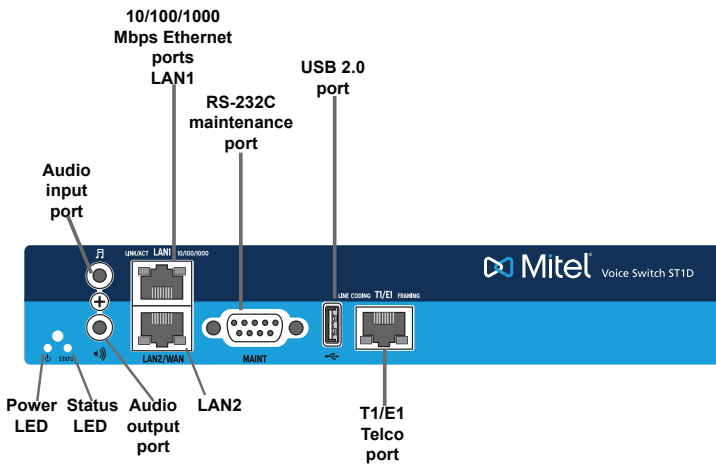 10/100/1000
Mbps Ethernet
ports
LAN1
USB 2.0
port
RS-232C
maintenance
port
Audio
input
port
LINK/ACT LAN1 10/100/1000
Mitel Voice Switch ST1D
LINE CODING T1/E1 FRAMING
STATUS
LAN2/WAN
MAINT
Power
LED
Status
LED
Audio
output
port
LAN2
T1/E1
Telco
port